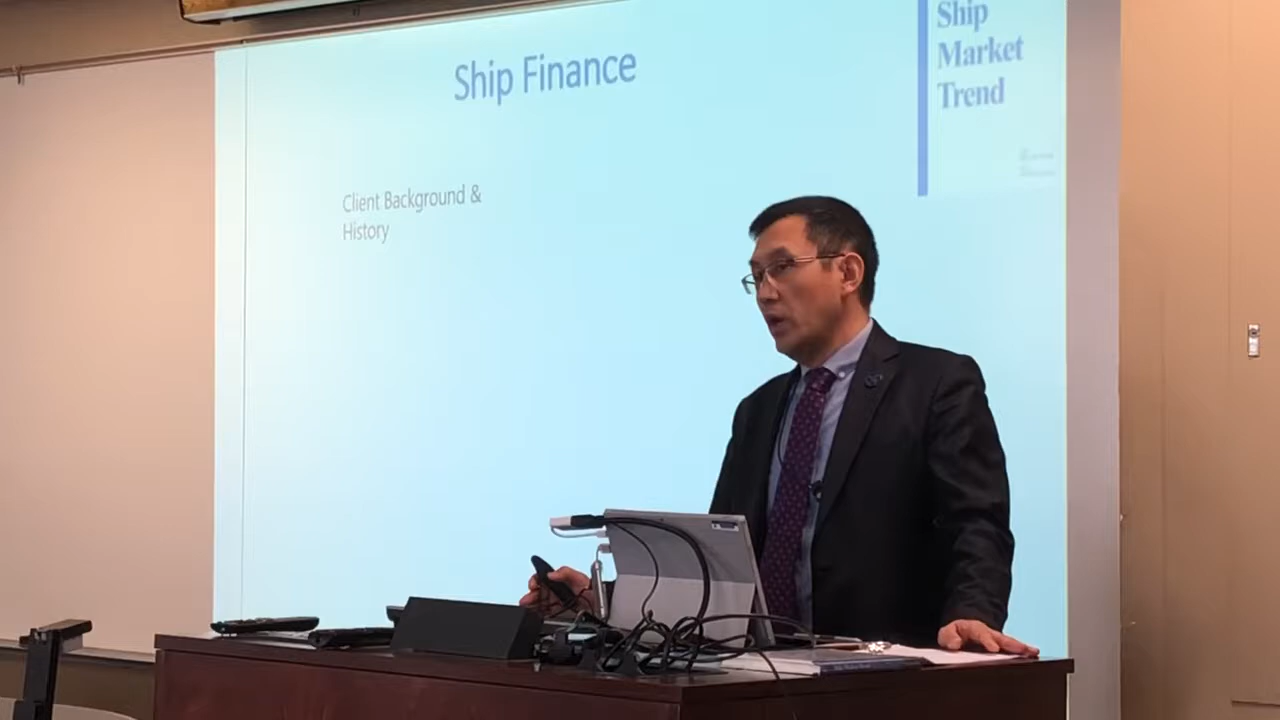 Ship Finance
Ship
Market
Trend
Client Background &
History